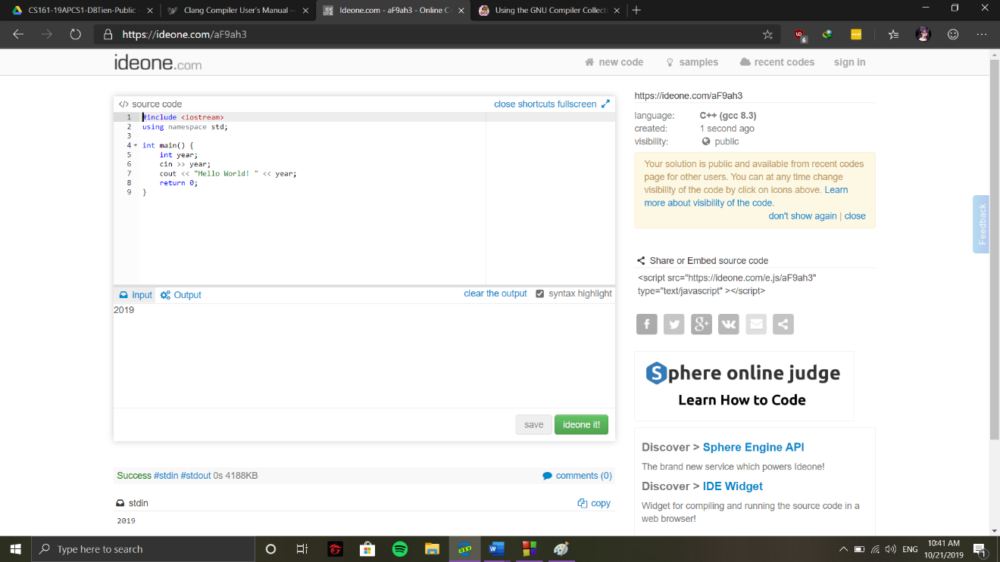 CS161-19APCS1-DBTien-Public -
Clang Compiler User's Manual —
Ideone.com - aF9ah3 - Online C
Using the GNU Compiler Collecti
https://ideone.com/aF9ah3
6
ideone.com
new code
samples
recent codes
sign in
</> source code
close shortcuts fullscreen
1 #include <iostream>
2 using namespace std;
3
4 int main() {
5 int year;
6 cin >> year;
7 cout << "Hello World! " << year;
8 return 0;
9 }
input
Output
clear the output
syntax highlight
2019
save
ideone it!
Success #stdin #stdout 0s 4188KB
comments (0)
stdin
copy
2019
https://ideone.com/aF9ah3
language: C++ (gcc 8.3)
created: 1 second ago
visibility: public
Your solution is public and available from recent codes
page for other users. You can at any time change
visibility of the code by click on icons above. Learn
more about visibility of the code.
don't show again | close
Feedback
Share or Embed source code
<script src="https://ideone.com/e.js/aF9ah3"
type="text/javascript" ></script>
Sphere online judge
Learn How to Code
Discover > Sphere Engine API
The brand new service which powers Ideone!
Discover > IDE Widget
Widget for compiling and running the source code in a
web browser!
Type here to search
DEV
ENG
10:41 AM
10/21/2019
1